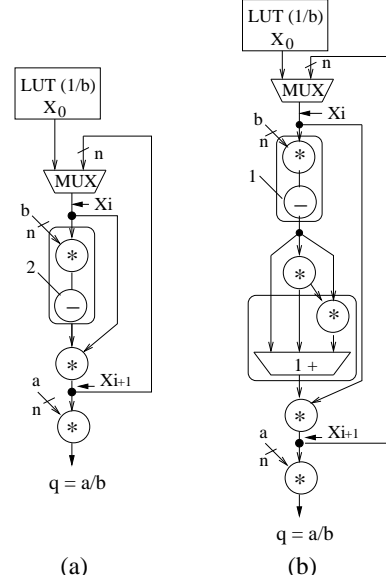 LUT (1/b)
X0
n
MUX
Xi
b
n
*
2
–
*
Xi+1
a
n
*
q = a/b
(a)
LUT (1/b)
X0
n
MUX
Xi
b
n
*
1
–
*
*
1 +
*
Xi+1
a
n
*
q = a/b
(b)